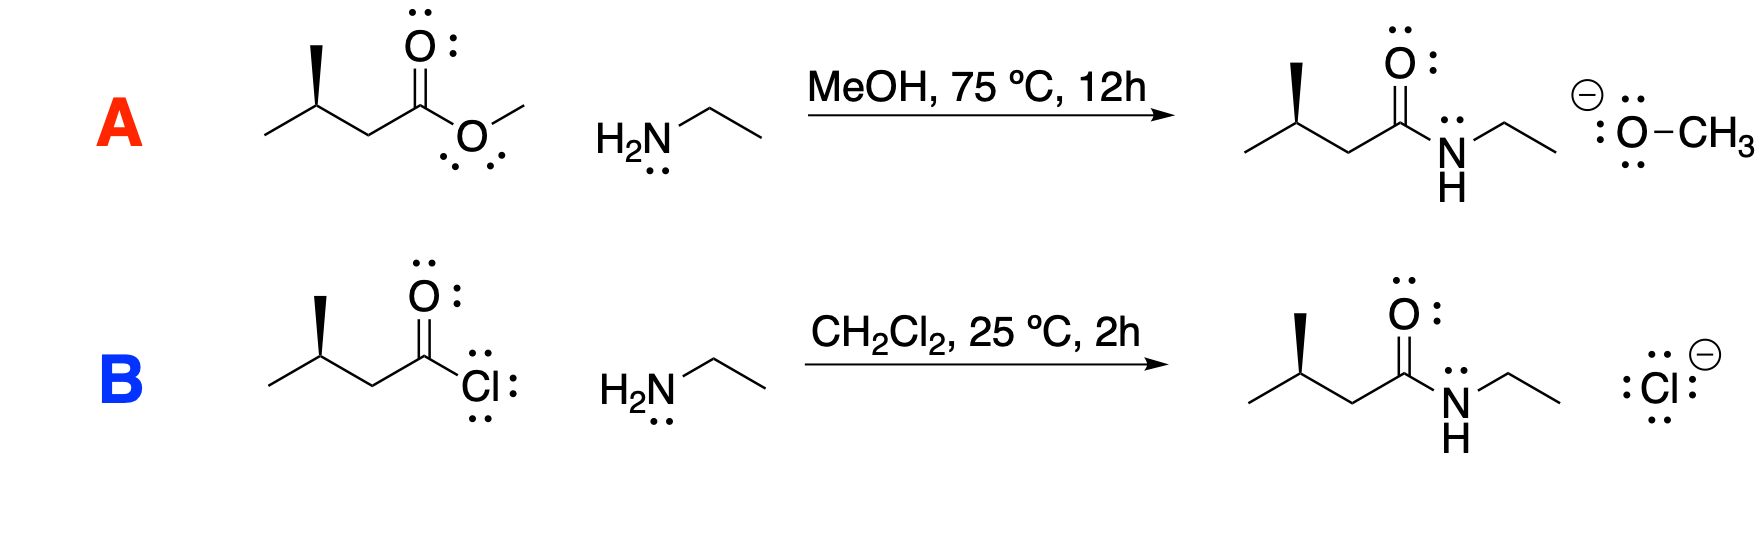 A O O H₂N MeOH, 75 ºC, 12h O N H ⊖ O–CH₃
B O Cl H₂N CH₂Cl₂, 25 ºC, 2h O N H Cl ⊖